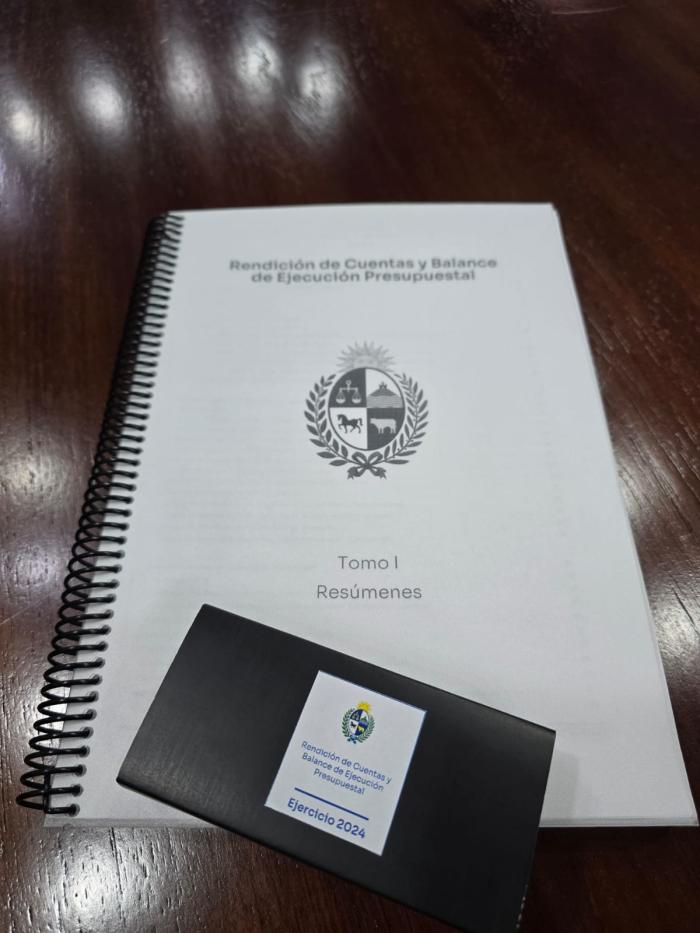 Rendición de Cuentas y Balance
de Ejecución Presupuestal
Tomo I
Resúmenes
Rendición de Cuentas y
Balance de Ejecución
Presupuestal
Ejercicio 2024